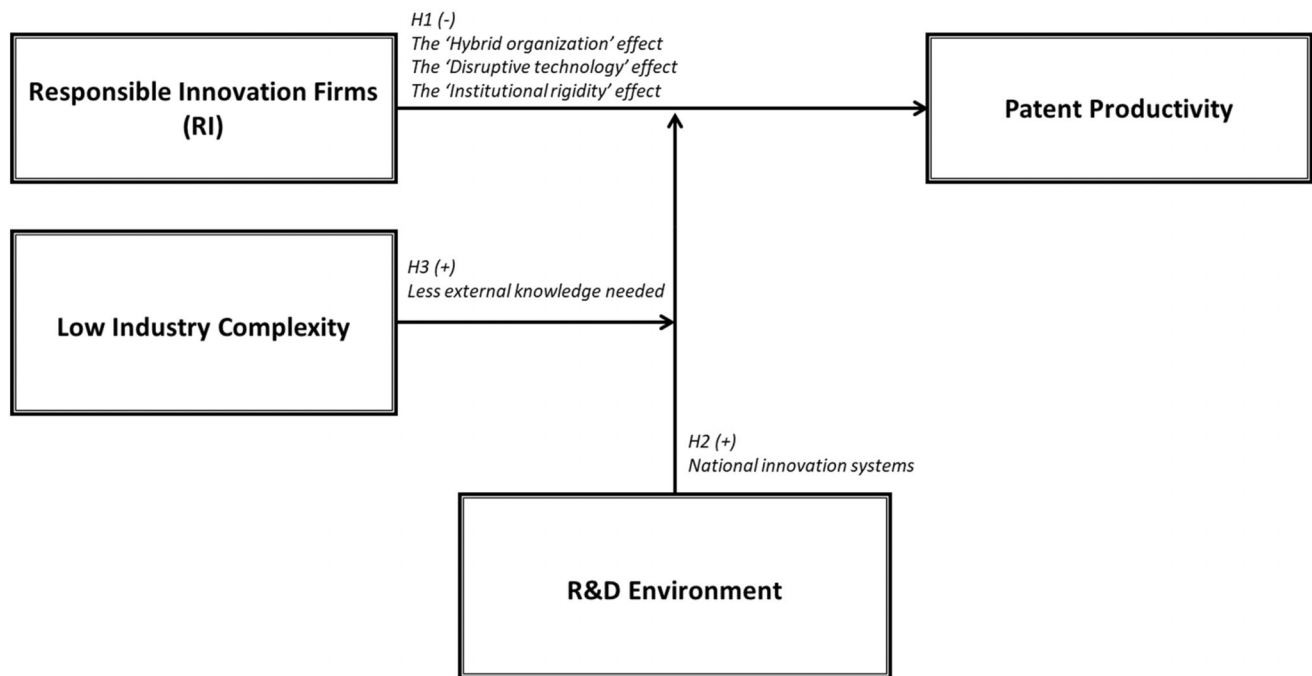 H1 (-)
The ‘Hybrid organization’ effect
The ‘Disruptive technology’ effect
The ‘Institutional rigidity’ effect
Responsible Innovation Firms
(RI)
Patent Productivity
H3 (+)
Less external knowledge needed
Low Industry Complexity
H2 (+)
National innovation systems
R&D Environment